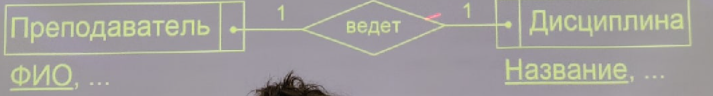 Преподаватель 1 ведет 1 Дисциплина
ФИО, ... Название, ...